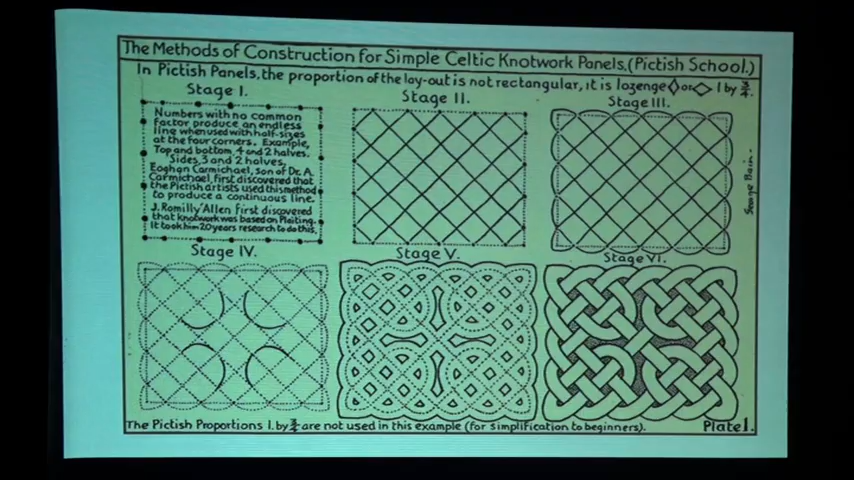 The Methods of Construction for Simple Celtic Knotwork Panels, (Pictish School.)
In Pictish Panels, the proportion of the lay-out is not rectangular, it is lozenge or 1 by ¾.
Stage I.
Stage II.
Stage III.
Numbers with no common
factor produce an endless
line when used with half-sizes
at the four corners. Example,
Top and bottom, 4 and 2 halves.
Sides, 3 and 2 halves.
Eoghan Carmichael, son of Dr. A.
Carmichael, first discovered that
the Pictish artists used this method
to produce a continuous line.
J. Romilly Allen first discovered
that knotwork was based on Plaiting.
It took him 20 years research to do this.
George Bain.
Stage IV.
Stage V.
Stage VI.
The Pictish Proportions 1. by ¾ are not used in this example (for simplification to beginners).
Plate 1.